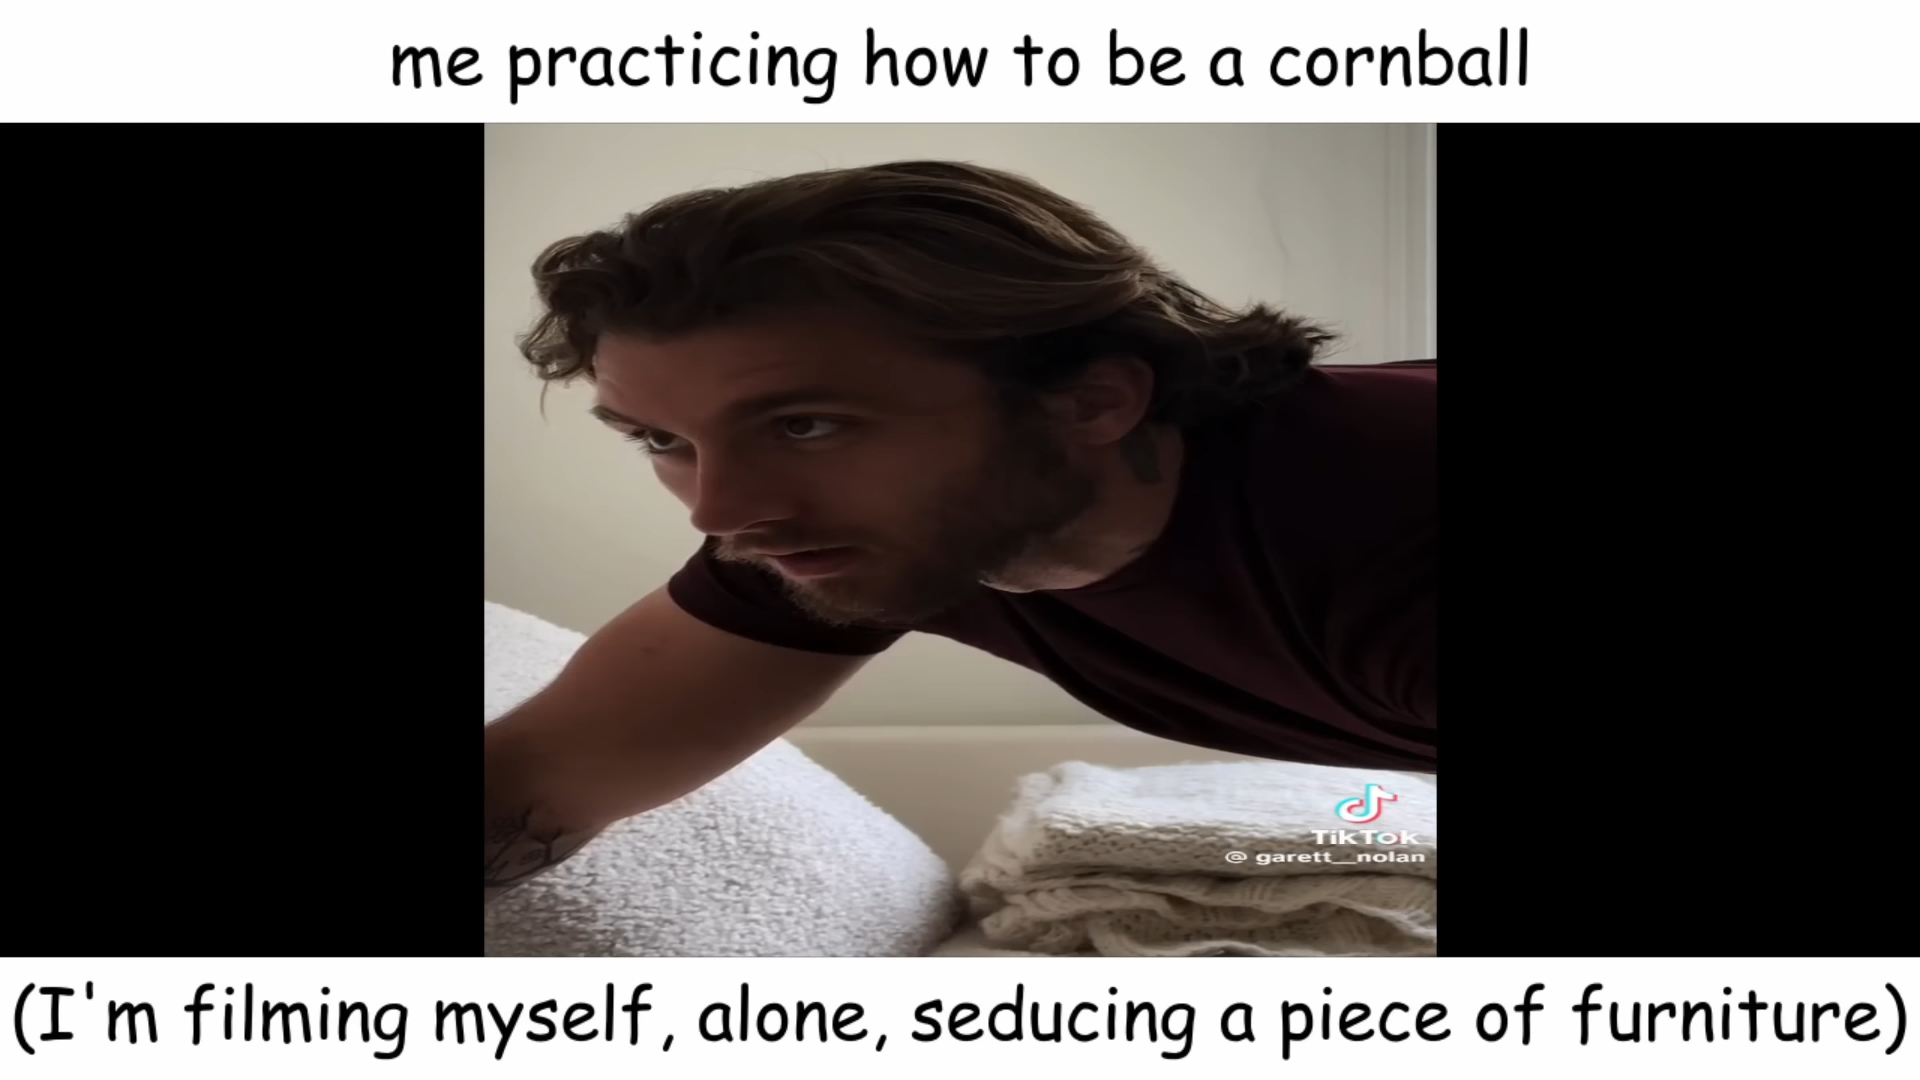 me practicing how to be a cornball
TikTok
@ garett__nolan
(I'm filming myself, alone, seducing a piece of furniture)